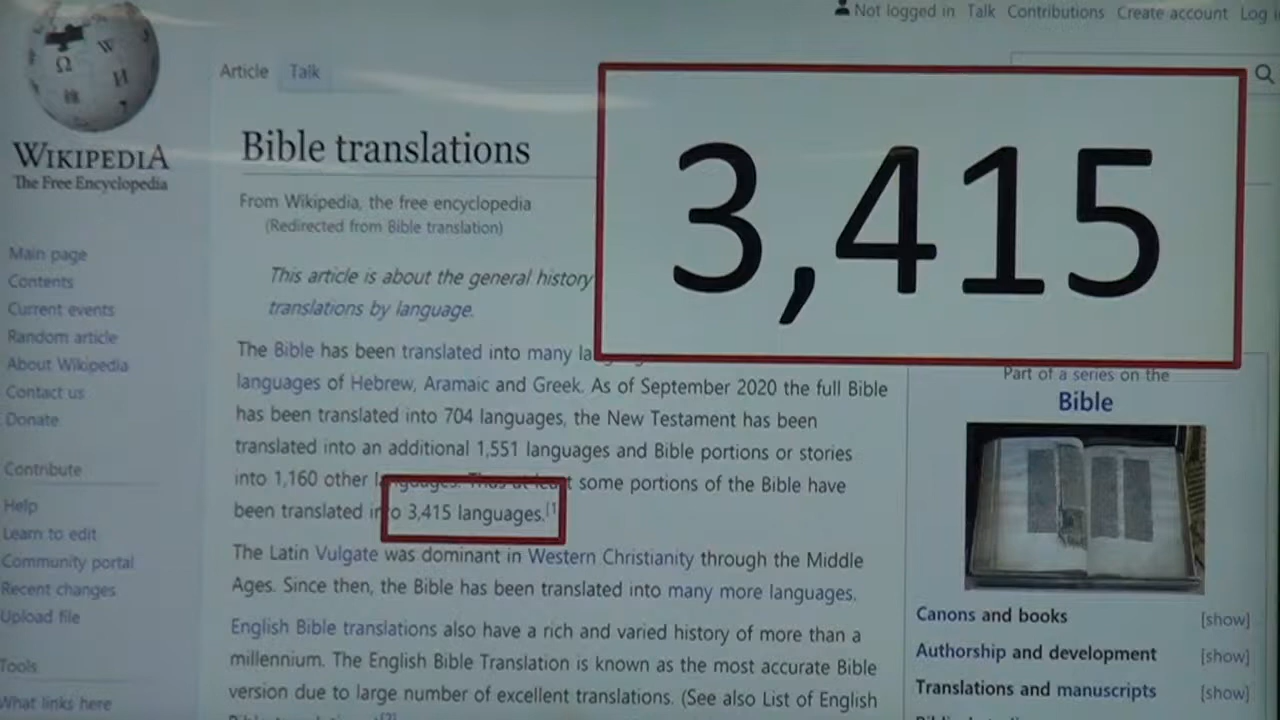 Not logged in Talk Contributions Create account Log i
Article Talk
WIKIPEDIA
The Free Encyclopedia
3,415
Bible translations
From Wikipedia, the free encyclopedia
(Redirected from Bible translation)
Main page
Contents
Current events
Random article
About Wikipedia
Contact us
Donate
Contribute
Help
Learn to edit
Community portal
Recent changes
Upload file
Tools
What links here
This article is about the general history
translations by language.
The Bible has been translated into many
languages of Hebrew, Aramaic and Greek. As of September 2020 the full Bible
has been translated into 704 languages, the New Testament has been
translated into an additional 1,551 languages and Bible portions or stories
into 1,160 other languages. Thus at least some portions of the Bible have
been translated into 3,415 languages.[1
The Latin Vulgate was dominant in Western Christianity through the Middle
Ages. Since then, the Bible has been translated into many more languages.
English Bible translations also have a rich and varied history of more than a
millennium. The English Bible Translation is known as the most accurate Bible
version due to large number of excellent translations. (See also List of English
Part of a series on the
Bible
Canons and books [show]
Authorship and development [show]
Translations and manuscripts [show]